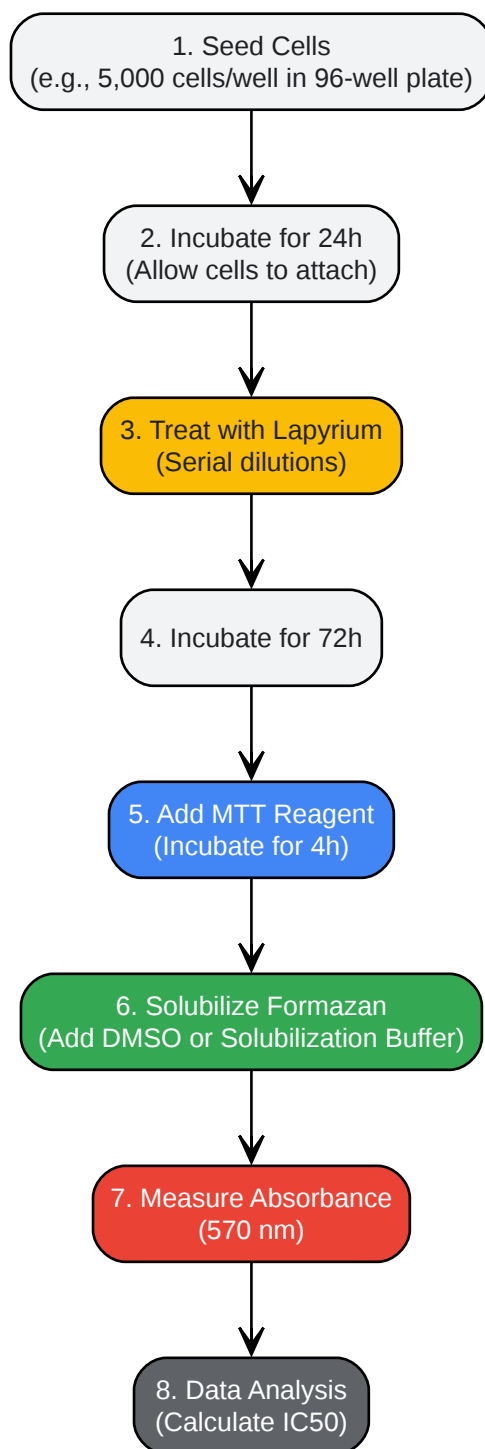 1. Seed Cells
(e.g., 5,000 cells/well in 96-well plate)
2. Incubate for 24h
(Allow cells to attach)
3. Treat with Lapyrium
(Serial dilutions)
4. Incubate for 72h
5. Add MTT Reagent
(Incubate for 4h)
6. Solubilize Formazan
(Add DMSO or Solubilization Buffer)
7. Measure Absorbance
(570 nm)
8. Data Analysis
(Calculate IC50)